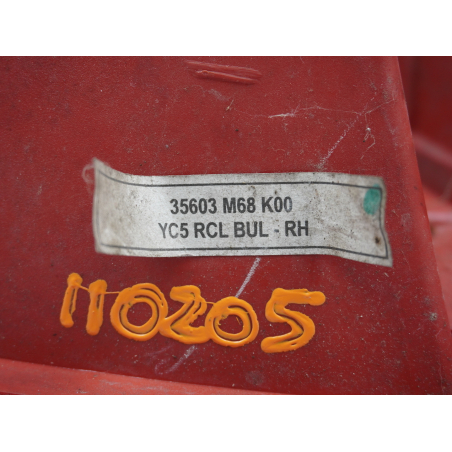 35603 M68 K00
YC5 RCL BUL - RH
110205